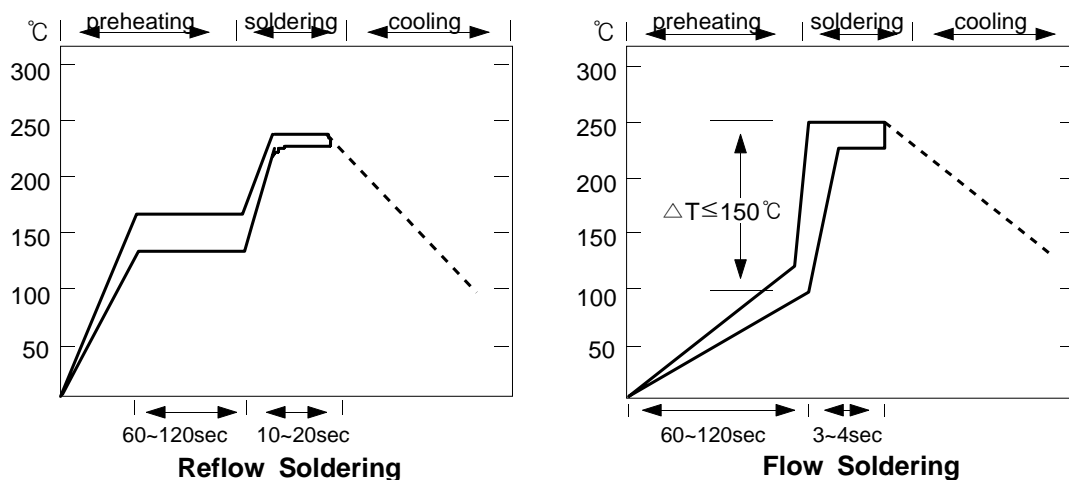 ℃ preheating soldering cooling
300
250
200
150
100
50
60~120sec 10~20sec
Reflow Soldering
℃ preheating soldering cooling
300
250
200
150
100
50
△T≤150℃
60~120sec 3~4sec
Flow Soldering